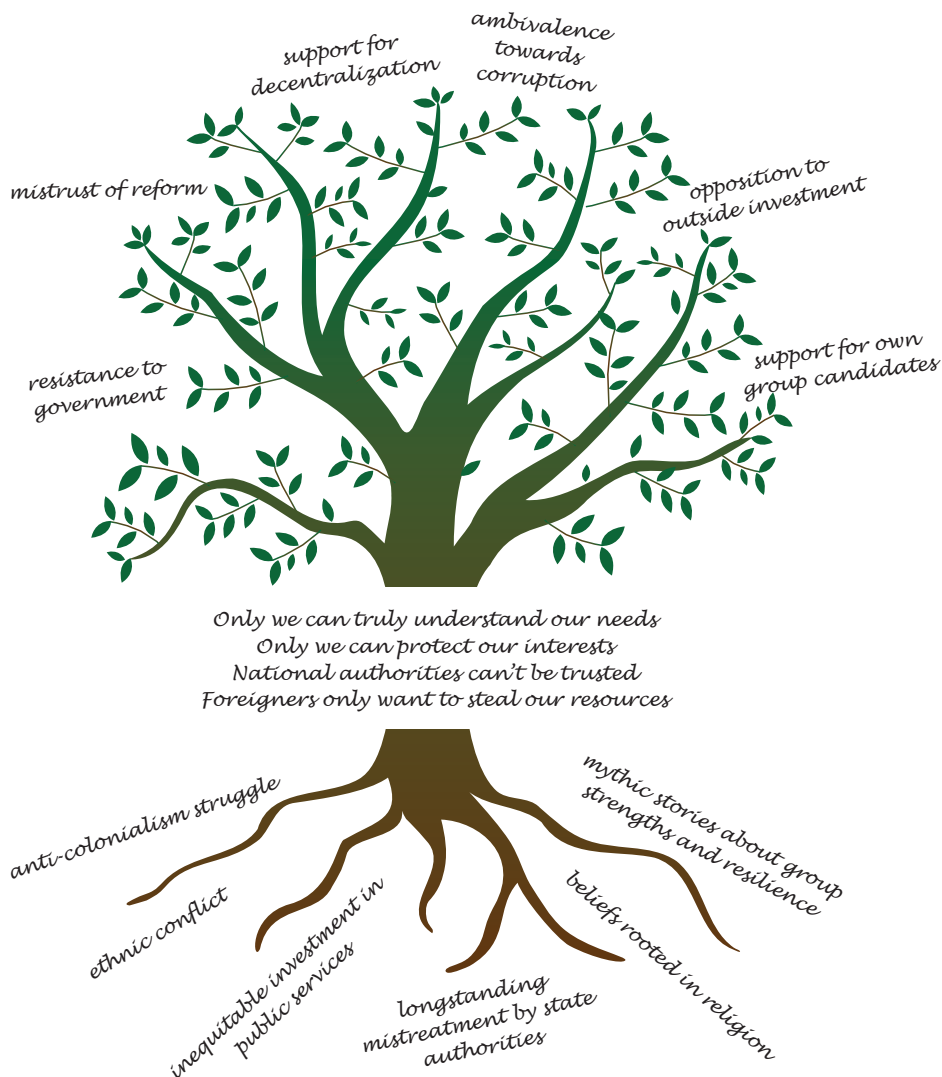 ambivalence
towards
corruption
support for
decentralization
mistrust of reform
opposition to
outside investment
resistance to
government
support for own
group candidates
Only we can truly understand our needs
Only we can protect our interests
National authorities can't be trusted
Foreigners only want to steal our resources
anti-colonialism struggle
ethnic conflict
inequitable investment in
public services
longstanding
mistreatment by state
authorities
beliefs rooted in religion
mythic stories about group
strengths and resilience